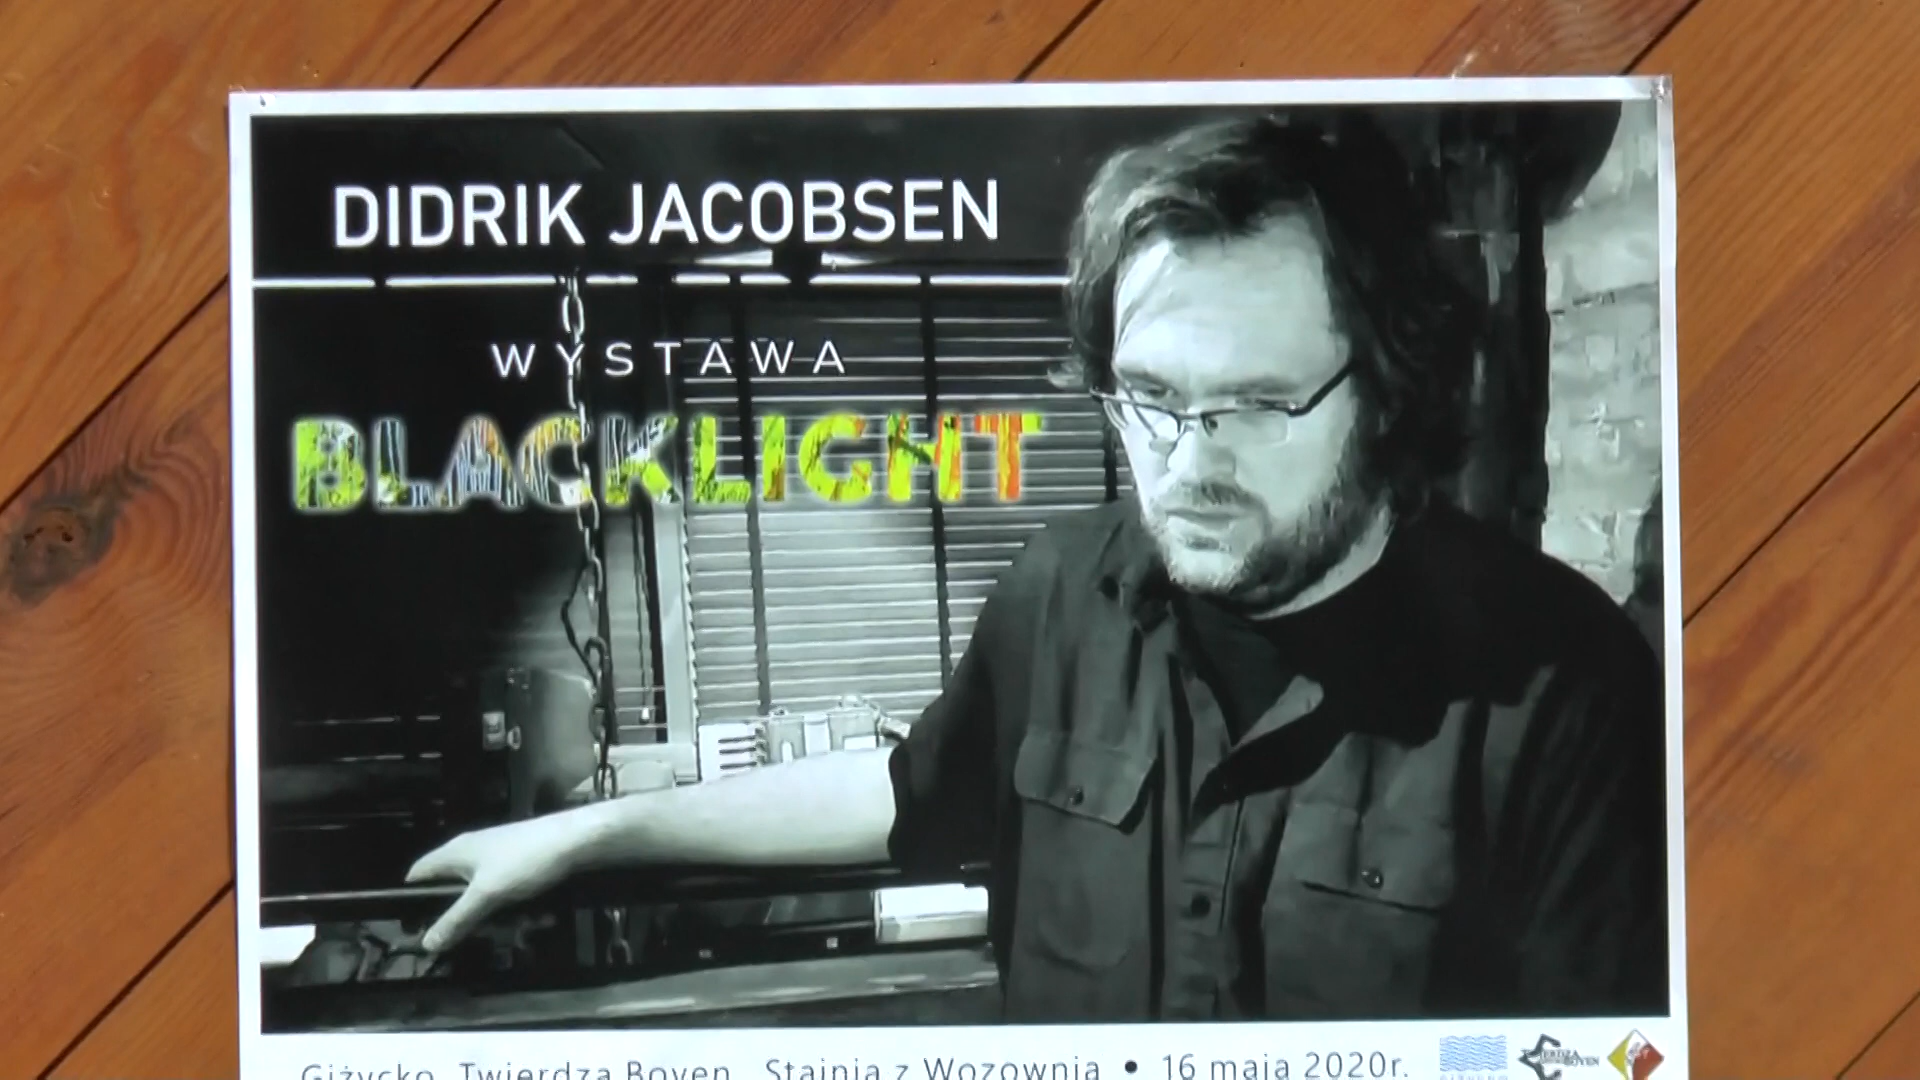 DIDRIK JACOBSEN
WYSTAWA
BLACKLIGHT
Giżycko, Twierdza Boyen, Stajnia z Wozownią • 16 maja 2020r.